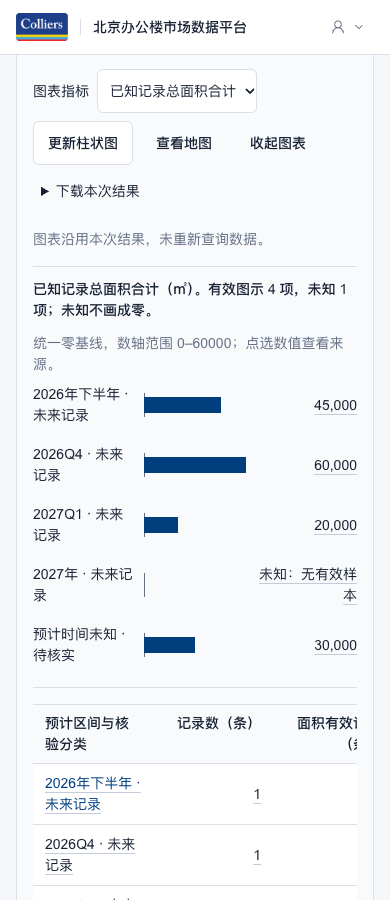 Colliers
北京办公楼市场数据平台
图表指标
已知记录总面积合计
更新柱状图
查看地图
收起图表
▶ 下载本次结果
图表沿用本次结果，未重新查询数据。
已知记录总面积合计（㎡）。有效图示 4 项，未知 1
项；未知不画成零。
统一零基线，数轴范围 0–60000；点选数值查看来
源。
2026年下半年 ·
未来记录
45,000
2026Q4 · 未来
记录
60,000
2027Q1 · 未来
记录
20,000
2027年 · 未来记
录
未知：无有效样
本
预计时间未知 ·
待核实
30,000
预计区间与核
验分类
记录数（条）
面积有效
2026年下半年 ·
未来记录
1
2026Q4 · 未来
记录
1